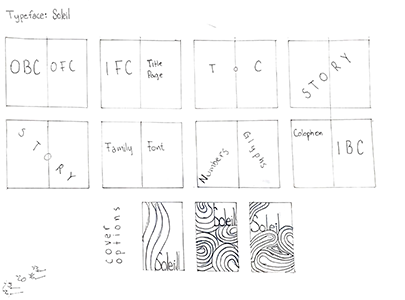 Typeface: Soleil
OBC OFC
IFC Title
Page
T o C
STORY
STORY
Family Font
Numbers Glyphs
Colophon
IBC
cover
options
Soleil
Soleil
Soleil